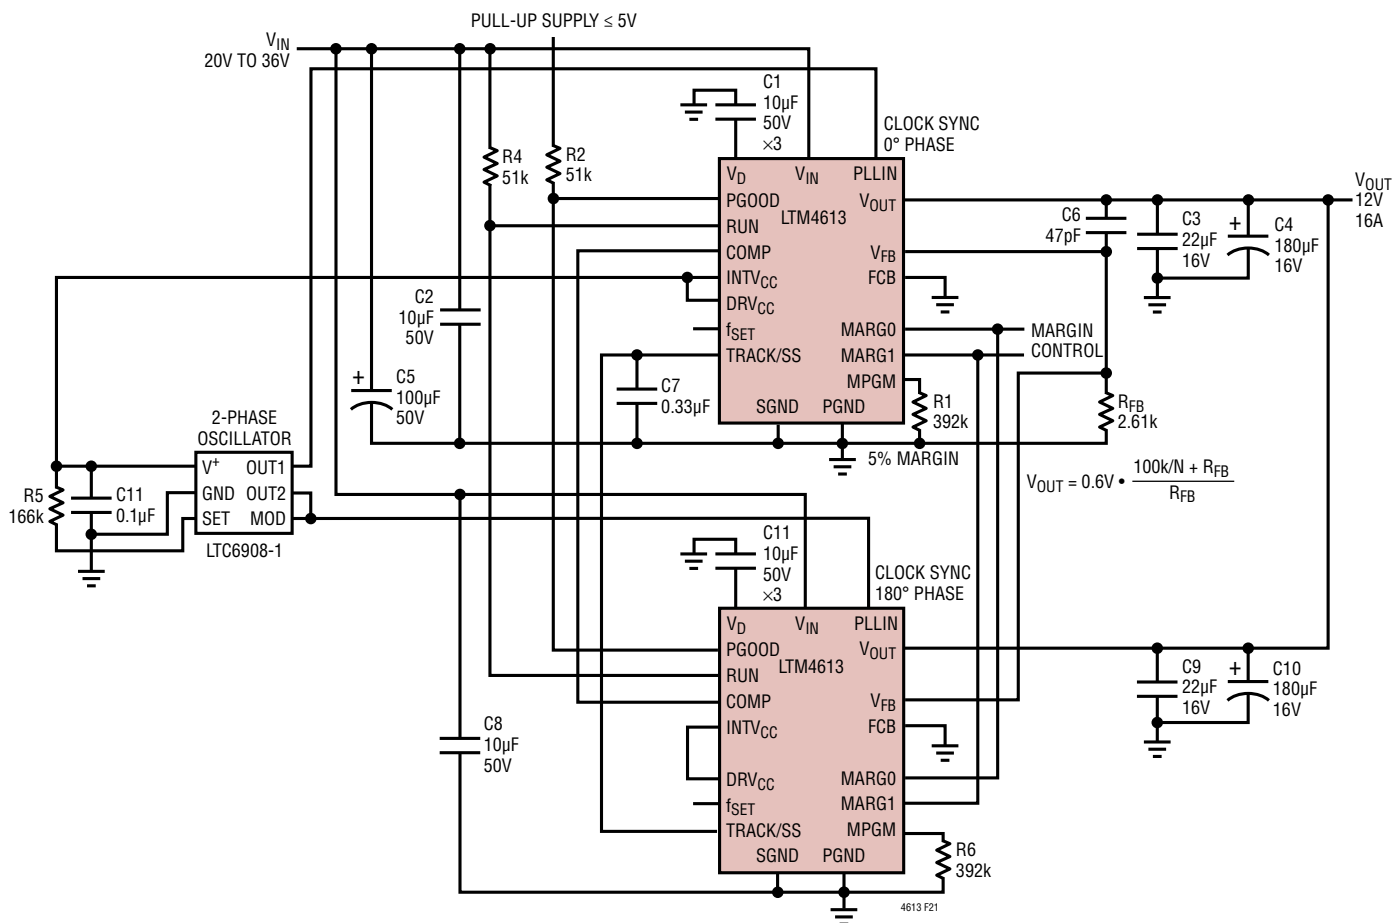 PULL-UP SUPPLY ≤ 5V
VIN
20V TO 36V
C1
10µF
50V
×3
CLOCK SYNC
0° PHASE
R4
51k
R2
51k
VD
VIN
PLLIN
PGOOD
LTM4613
VOUT
RUN
COMP
VFB
INTVCC
FCB
DRVCC
fSET
MARG0
TRACK/SS
MARG1
MPGM
SGND
PGND
VOUT
12V
16A
C6
47pF
C3
22µF
16V
+
C4
180µF
16V
C2
10µF
50V
MARGIN
CONTROL
+
C5
100µF
50V
C7
0.33µF
R1
392k
RFB
2.61k
5% MARGIN
VOUT = 0.6V • 100k/N + RFB
RFB
2-PHASE
OSCILLATOR
V+
OUT1
GND
OUT2
SET
MOD
LTC6908-1
R5
166k
C11
0.1µF
C11
10µF
50V
×3
CLOCK SYNC
180° PHASE
VD
VIN
PLLIN
PGOOD
LTM4613
VOUT
RUN
COMP
VFB
INTVCC
FCB
DRVCC
MARG0
fSET
MARG1
TRACK/SS
MPGM
SGND
PGND
C9
22µF
16V
+
C10
180µF
16V
C8
10µF
50V
R6
392k
4613 F21